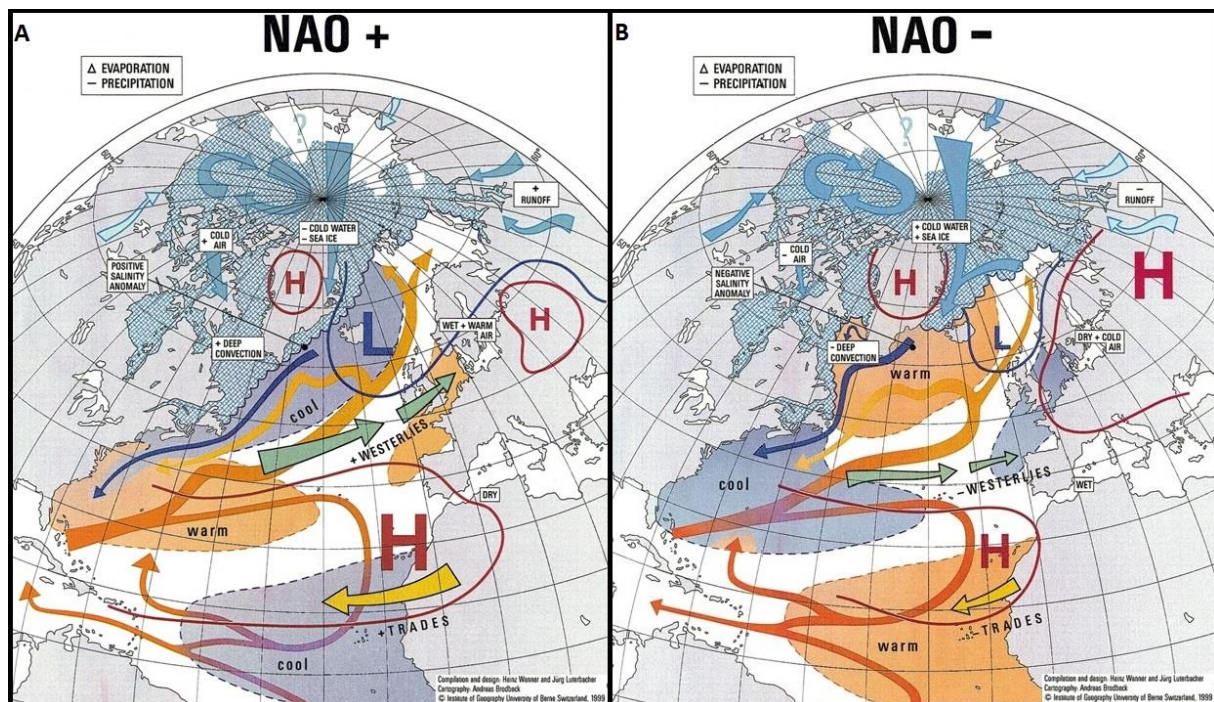 A
NAO +
△ EVAPORATION
– PRECIPITATION
?
+
RUNOFF
+ COLD
AIR
– COLD WATER
– SEA ICE
POSITIVE
SALINITY
ANOMALY
H
L
WET + WARM
AIR
H
+ DEEP
CONVECTION
cool
+ WESTERLIES
DRY
warm
H
+ TRADES
cool
Compilation and design: Heinz Wanner and Jürg Luterbacher
Cartography: Andreas Brodbeck
© Institute of Geography University of Berne Switzerland, 1999
B
NAO –
△ EVAPORATION
– PRECIPITATION
?
–
RUNOFF
– COLD
AIR
+ COLD WATER
+ SEA ICE
NEGATIVE
SALINITY
ANOMALY
H
H
L
DRY + COLD
AIR
– DEEP
CONVECTION
warm
cool
– WESTERLIES
WET
H
– TRADES
warm
Compilation and design: Heinz Wanner and Jürg Luterbacher
Cartography: Andreas Brodbeck
© Institute of Geography University of Berne Switzerland, 1999